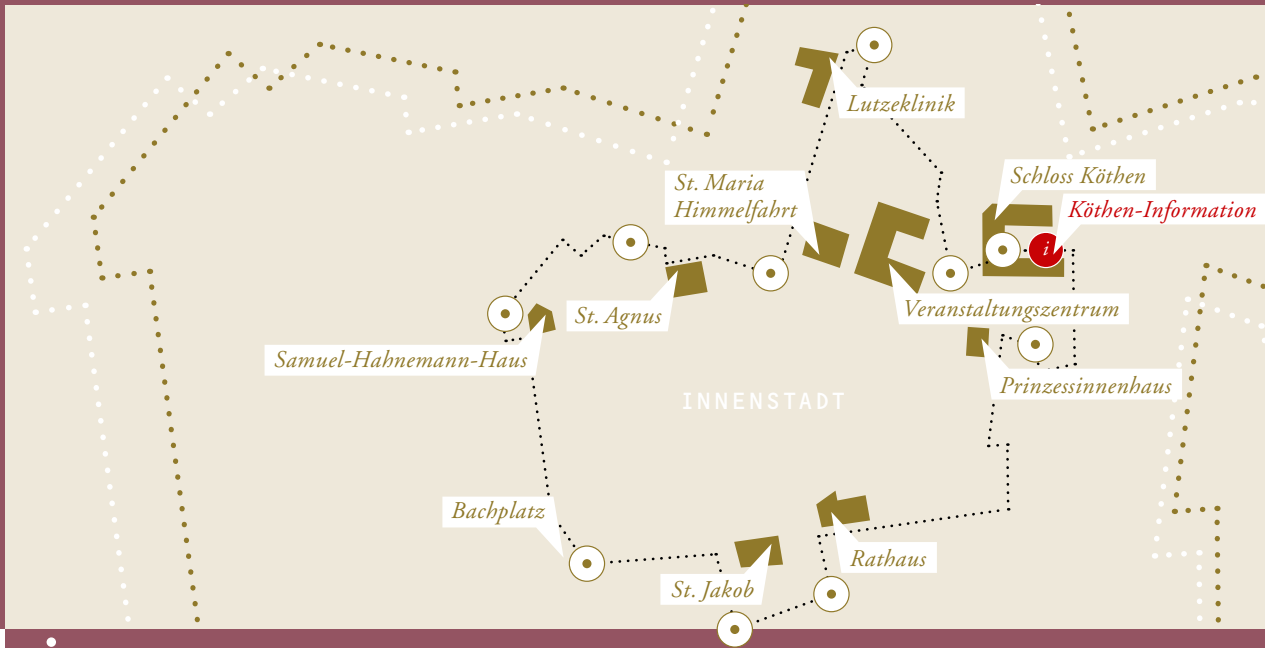 Lutzeklinik
St. Maria
Himmelfahrt
Schloss Köthen
Köthen-Information
i
St. Agnus
Veranstaltungszentrum
Samuel-Hahnemann-Haus
Prinzessinnenhaus
INNENSTADT
Bachplatz
Rathaus
St. Jakob